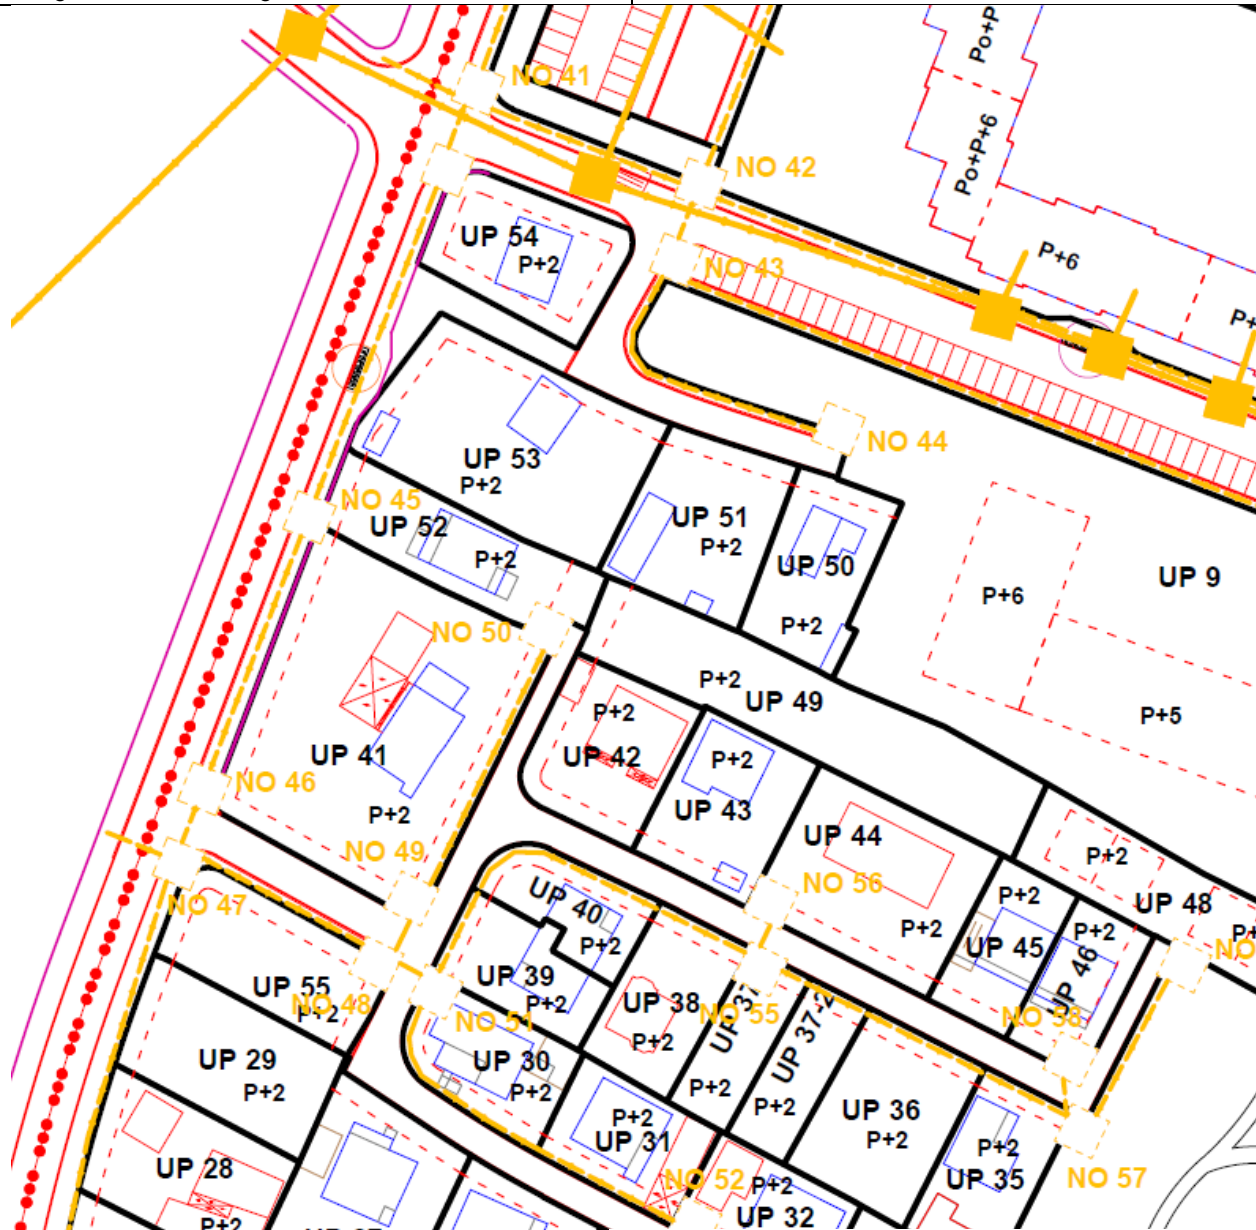 Po+P
NO 41
Po+P+6
NO 42
UP 54
P+2
P+6
NO 43
NO 44
UP 53
P+2
NO 45
UP 52
P+2
UP 51
P+2
UP 50
P+2
P+6
UP 9
NO 50
P+2
UP 49
P+5
P+2
UP 42
P+2
UP 43
UP 41
P+2
NO 46
UP 44
P+2
NO 49
P+2
NO 56
NO 47
UP 40
P+2
P+2
UP 45
P+2
UP 46
UP 48
UP 39
P+2
UP 38
P+2
NO 55
UP 37-2
P+2
P+2
UP 55
P+2
NO 48
NO 51
NO 58
UP 29
P+2
UP 30
P+2
UP 36
P+2
P+2
UP 31
P+2
UP 35
NO 57
UP 28
P+2
NO 52
P+2
UP 32